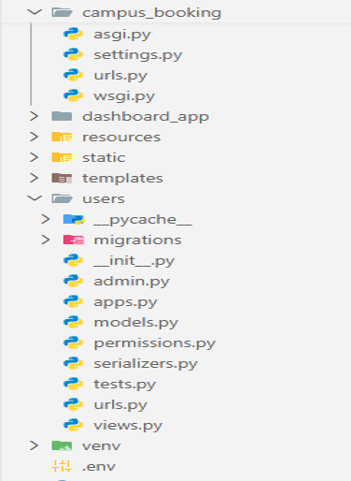 campus_booking
asgi.py
settings.py
urls.py
wsgi.py
dashboard_app
resources
static
templates
users
__pycache__
migrations
__init__.py
admin.py
apps.py
models.py
permissions.py
serializers.py
tests.py
urls.py
views.py
venv
.env